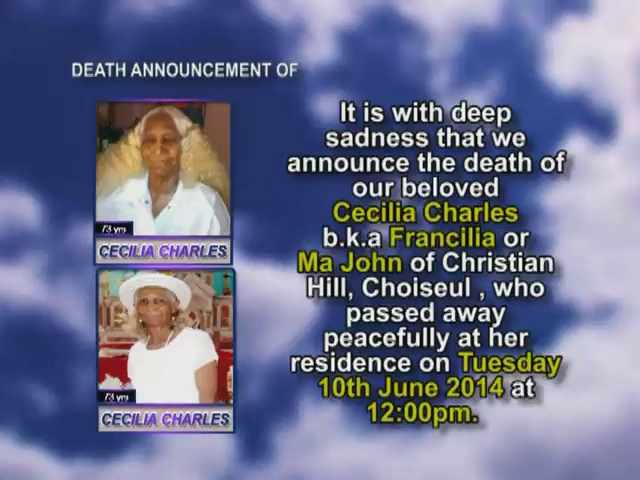 DEATH ANNOUNCEMENT OF
73 yrs
CECILIA CHARLES
73 yrs
CECILIA CHARLES
It is with deep
sadness that we
announce the death of
our beloved
Cecilia Charles
b.k.a Francilia or
Ma John of Christian
Hill, Choiseul , who
passed away
peacefully at her
residence on Tuesday
10th June 2014 at
12:00pm.